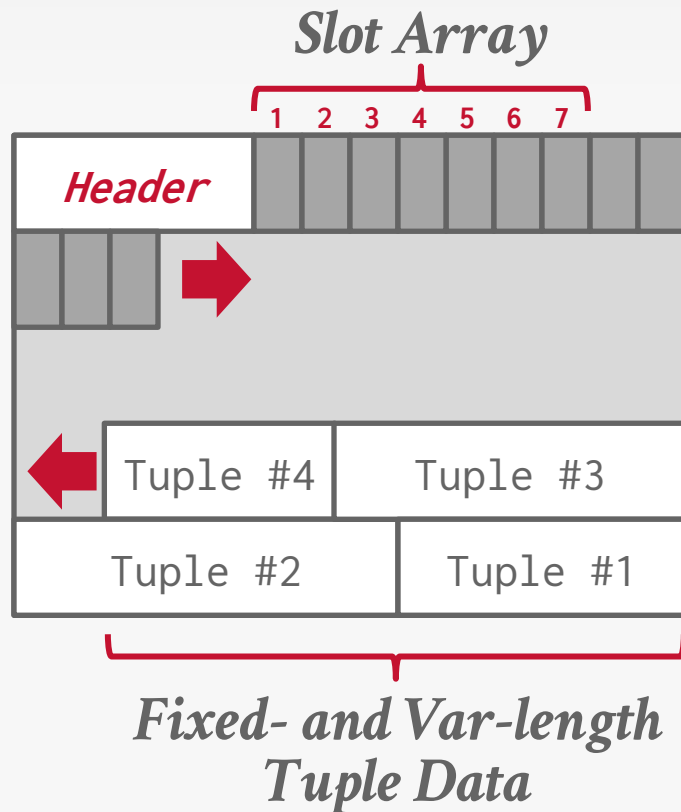 Slot Array
1 2 3 4 5 6 7
Header
Tuple #4 Tuple #3
Tuple #2 Tuple #1
Fixed- and Var-length
Tuple Data